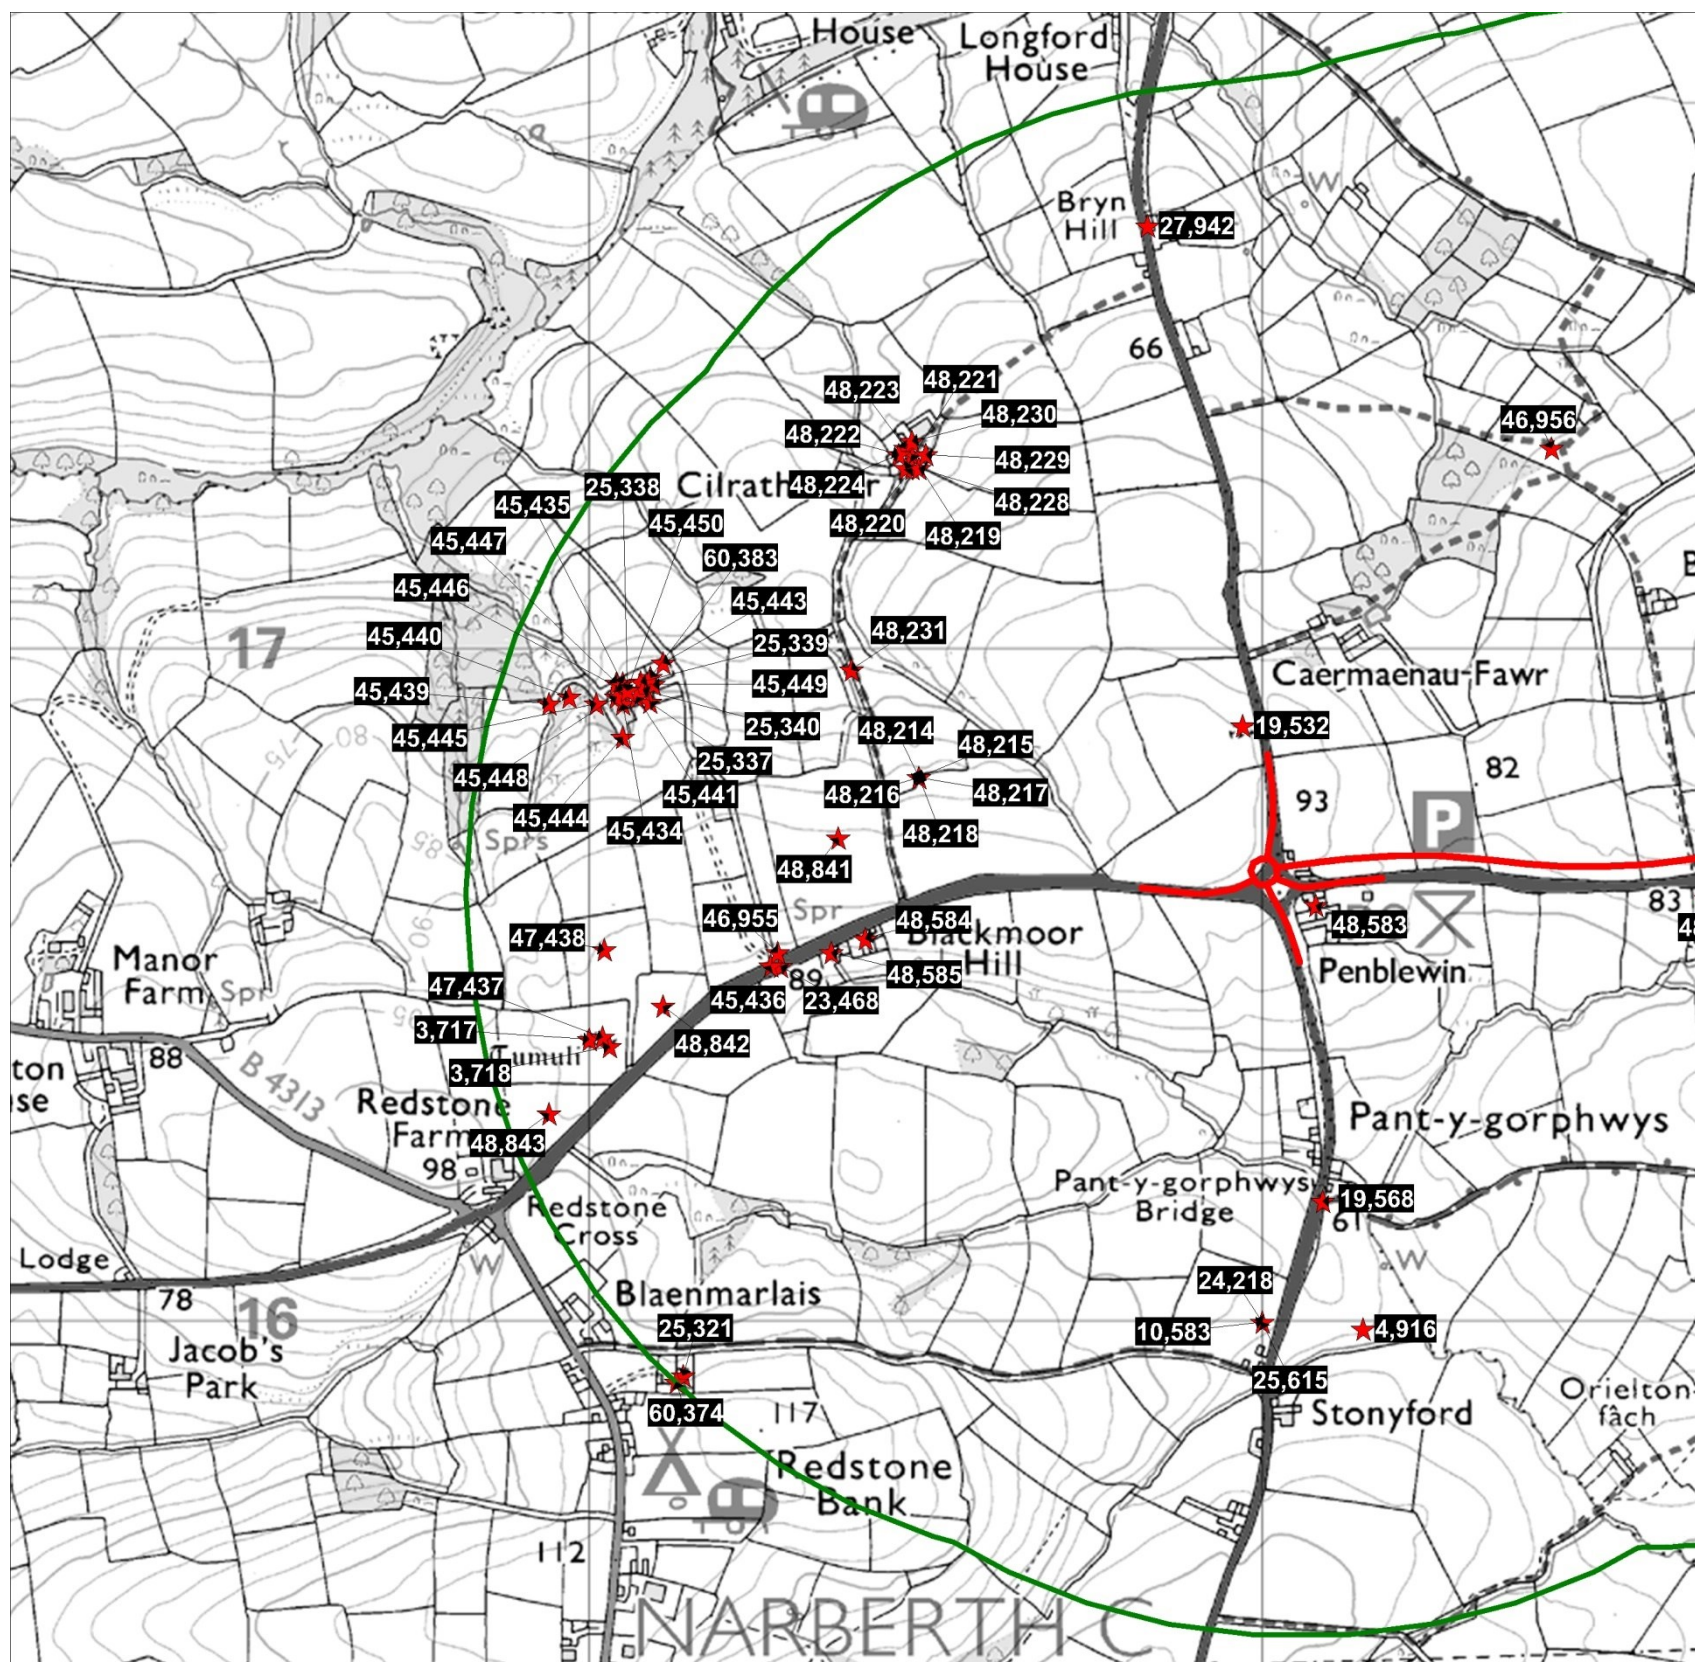 House
Longford
House
Bryn
Hill
27,942
W
66
48,223
48,221
48,230
48,222
46,956
48,229
25,338
Cilrath
48,224
r
45,435
48,228
45,450
48,220
48,219
45,447
60,383
45,446
45,443
48,231
45,440
25,339
17
Caermaenau-Fawr
45,439
45,449
45,445
25,340
48,214
19,532
80
75
48,215
25,337
82
45,448
45,441
48,216
48,217
93
45,444
45,434
48,218
P
85
Sprs
48,841
83
46,955
Spr
48,584
48,583
47,438
90
Blackmoor
Hill
Manor
Farm
Spr
89
48,585
Penblewin
47,437
45,436
23,468
95
3,717
48,842
88
Tumuli
3,718
B 4313
Redstone
Farm
48,843
Pant-y-gorphwys
98
Pant-y-gorphwys
Bridge
19,568
61
Redstone
Cross
W
Lodge
W
24,218
78
16
Blaenmarlais
25,321
10,583
4,916
Jacob's
Park
25,615
Orielton
fâch
60,374
117
Stonyford
Redstone
Bank
112
NARBERTH C